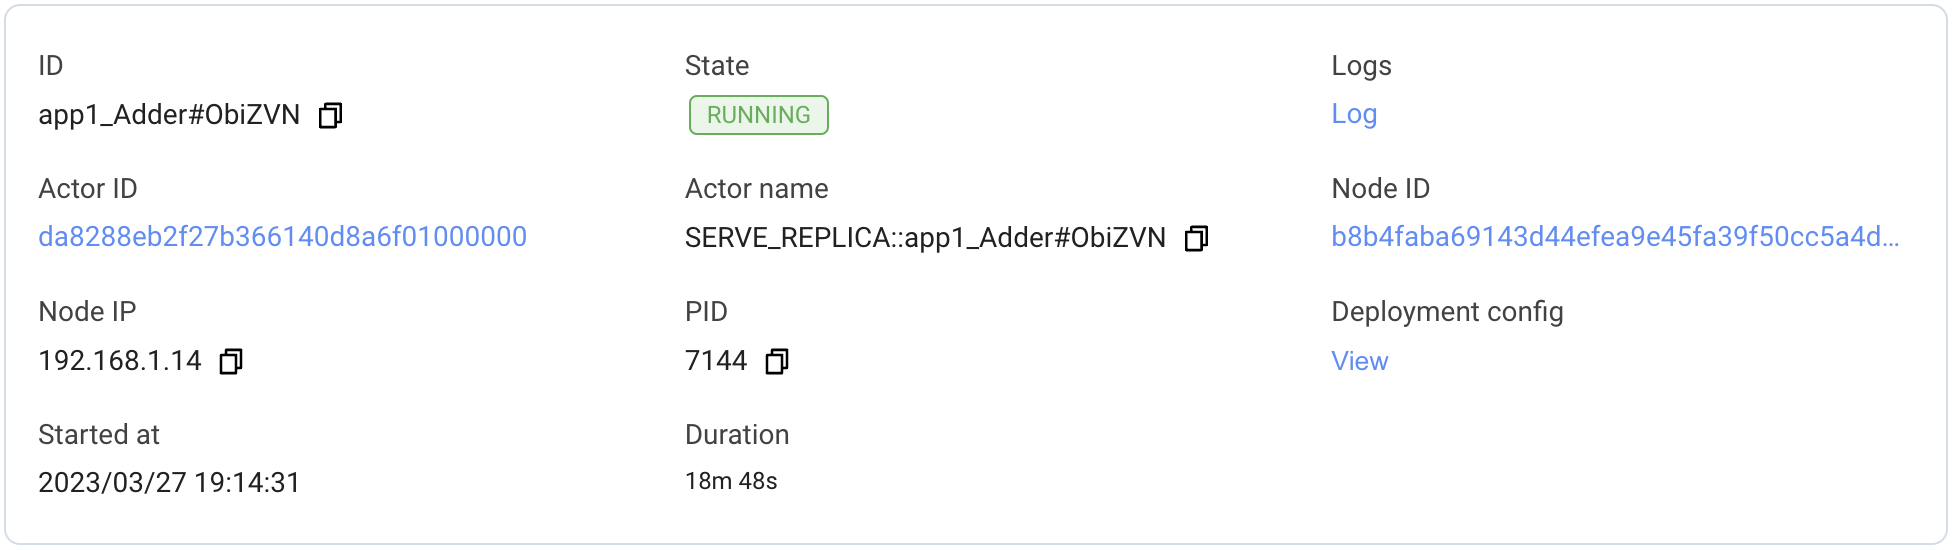 ID
State
Logs
app1_Adder#ObiZVN
RUNNING
Log
Actor ID
Actor name
Node ID
da8288eb2f27b366140d8a6f01000000
SERVE_REPLICA::app1_Adder#ObiZVN
b8b4faba69143d44efea9e45fa39f50cc5a4d...
Node IP
PID
Deployment config
192.168.1.14
7144
View
Started at
Duration
2023/03/27 19:14:31
18m 48s